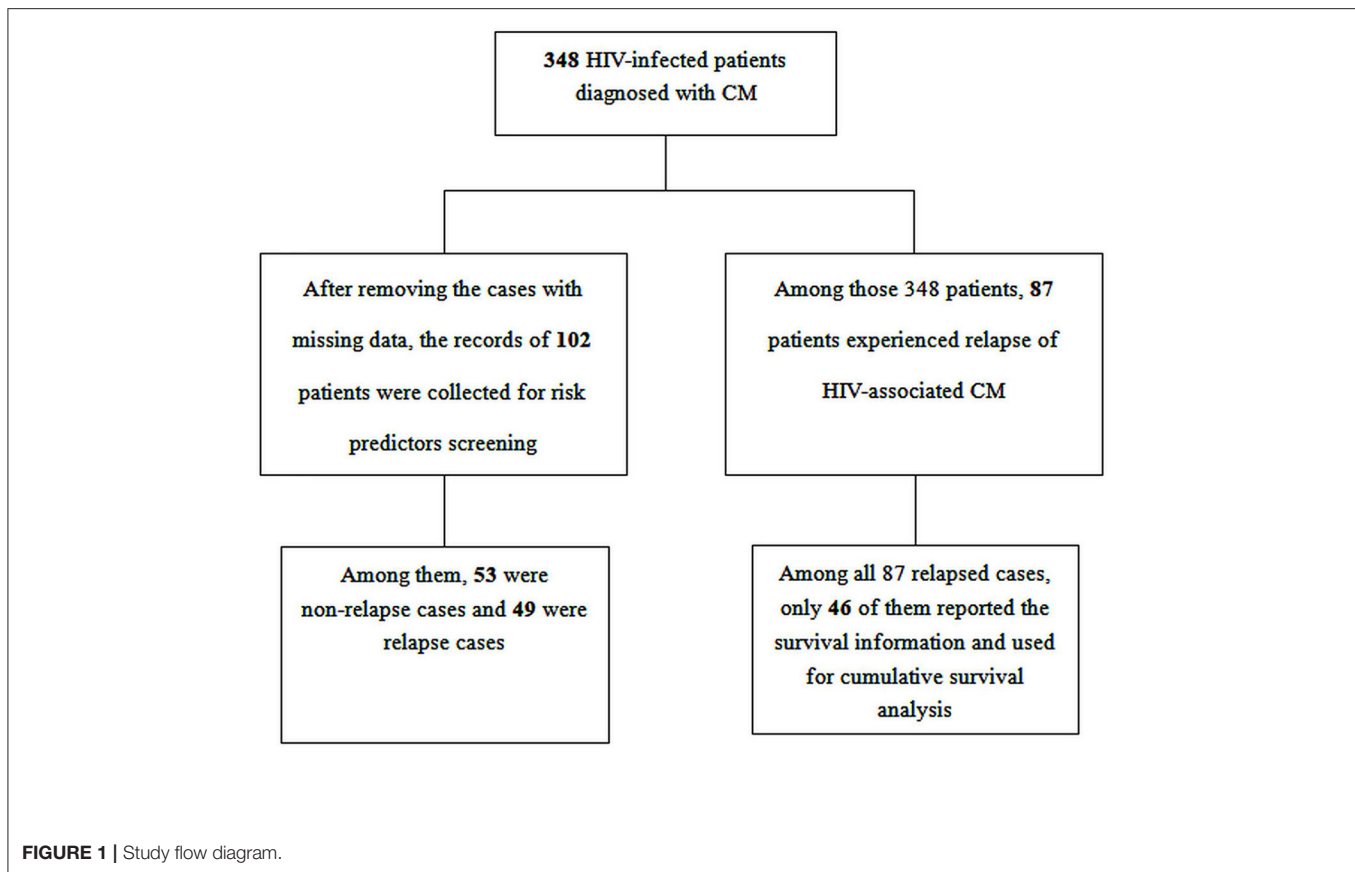 348 HIV-infected patients
diagnosed with CM
After removing the cases with
missing data, the records of 102
patients were collected for risk
predictors screening
Among those 348 patients, 87
patients experienced relapse of
HIV-associated CM
Among them, 53 were
non-relapse cases and 49 were
relapse cases
Among all 87 relapsed cases,
only 46 of them reported the
survival information and used
for cumulative survival
analysis
FIGURE 1 | Study flow diagram.